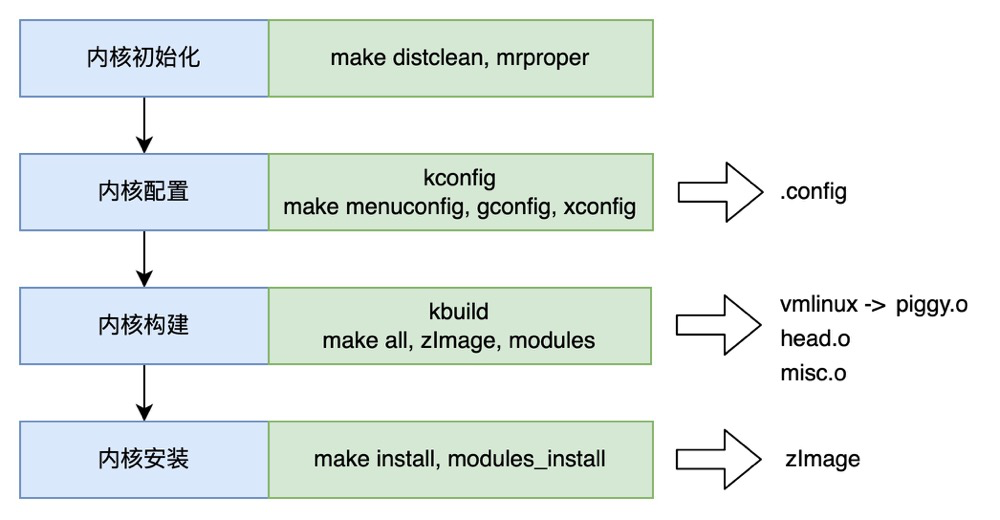 内核初始化
make distclean, mrproper
内核配置
kconfig
make menuconfig, gconfig, xconfig
.config
内核构建
kbuild
make all, zImage, modules
vmlinux -> piggy.o
head.o
misc.o
内核安装
make install, modules_install
zImage